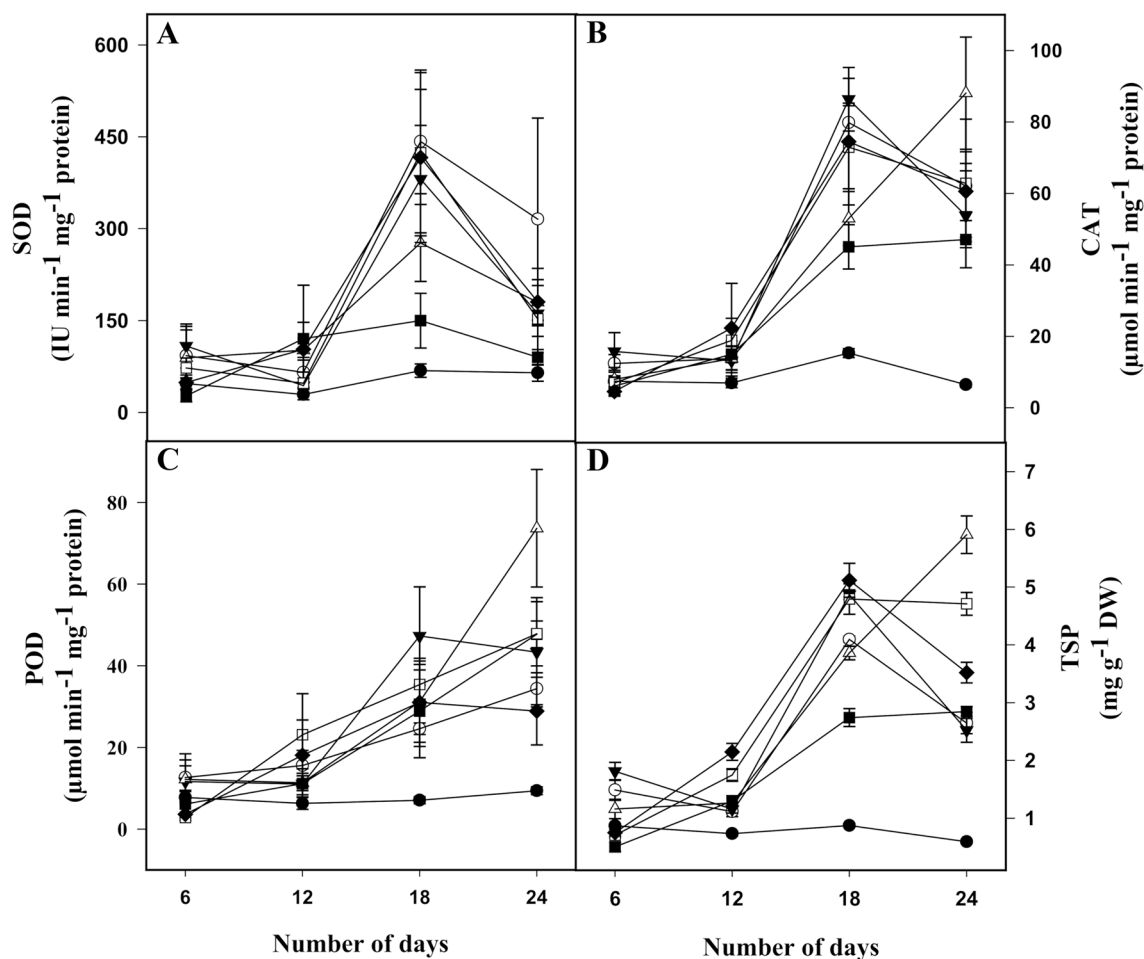 A
600
450
300
150
0
SOD
(IU min⁻¹ mg⁻¹ protein)
B
100
80
60
40
20
0
CAT
(µmol min⁻¹ mg⁻¹ protein)
C
80
60
40
20
0
POD
(µmol min⁻¹ mg⁻¹ protein)
D
7
6
5
4
3
2
1
TSP
(mg g⁻¹ DW)
6 12 18 24
Number of days
6 12 18 24
Number of days